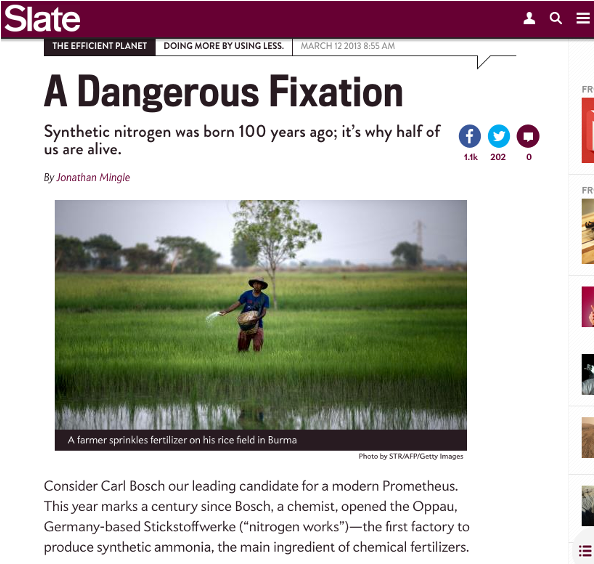 Slate
THE EFFICIENT PLANET DOING MORE BY USING LESS. MARCH 12 2013 8:55 AM
A Dangerous Fixation
Synthetic nitrogen was born 100 years ago; it's why half of
us are alive.
1.1k 202 0
By Jonathan Mingle
A farmer sprinkles fertilizer on his rice field in Burma
Photo by STR/AFP/Getty Images
Consider Carl Bosch our leading candidate for a modern Prometheus.
This year marks a century since Bosch, a chemist, opened the Oppau,
Germany-based Stickstoffwerke (“nitrogen works”)—the first factory to
produce synthetic ammonia, the main ingredient of chemical fertilizers.
FR
FR